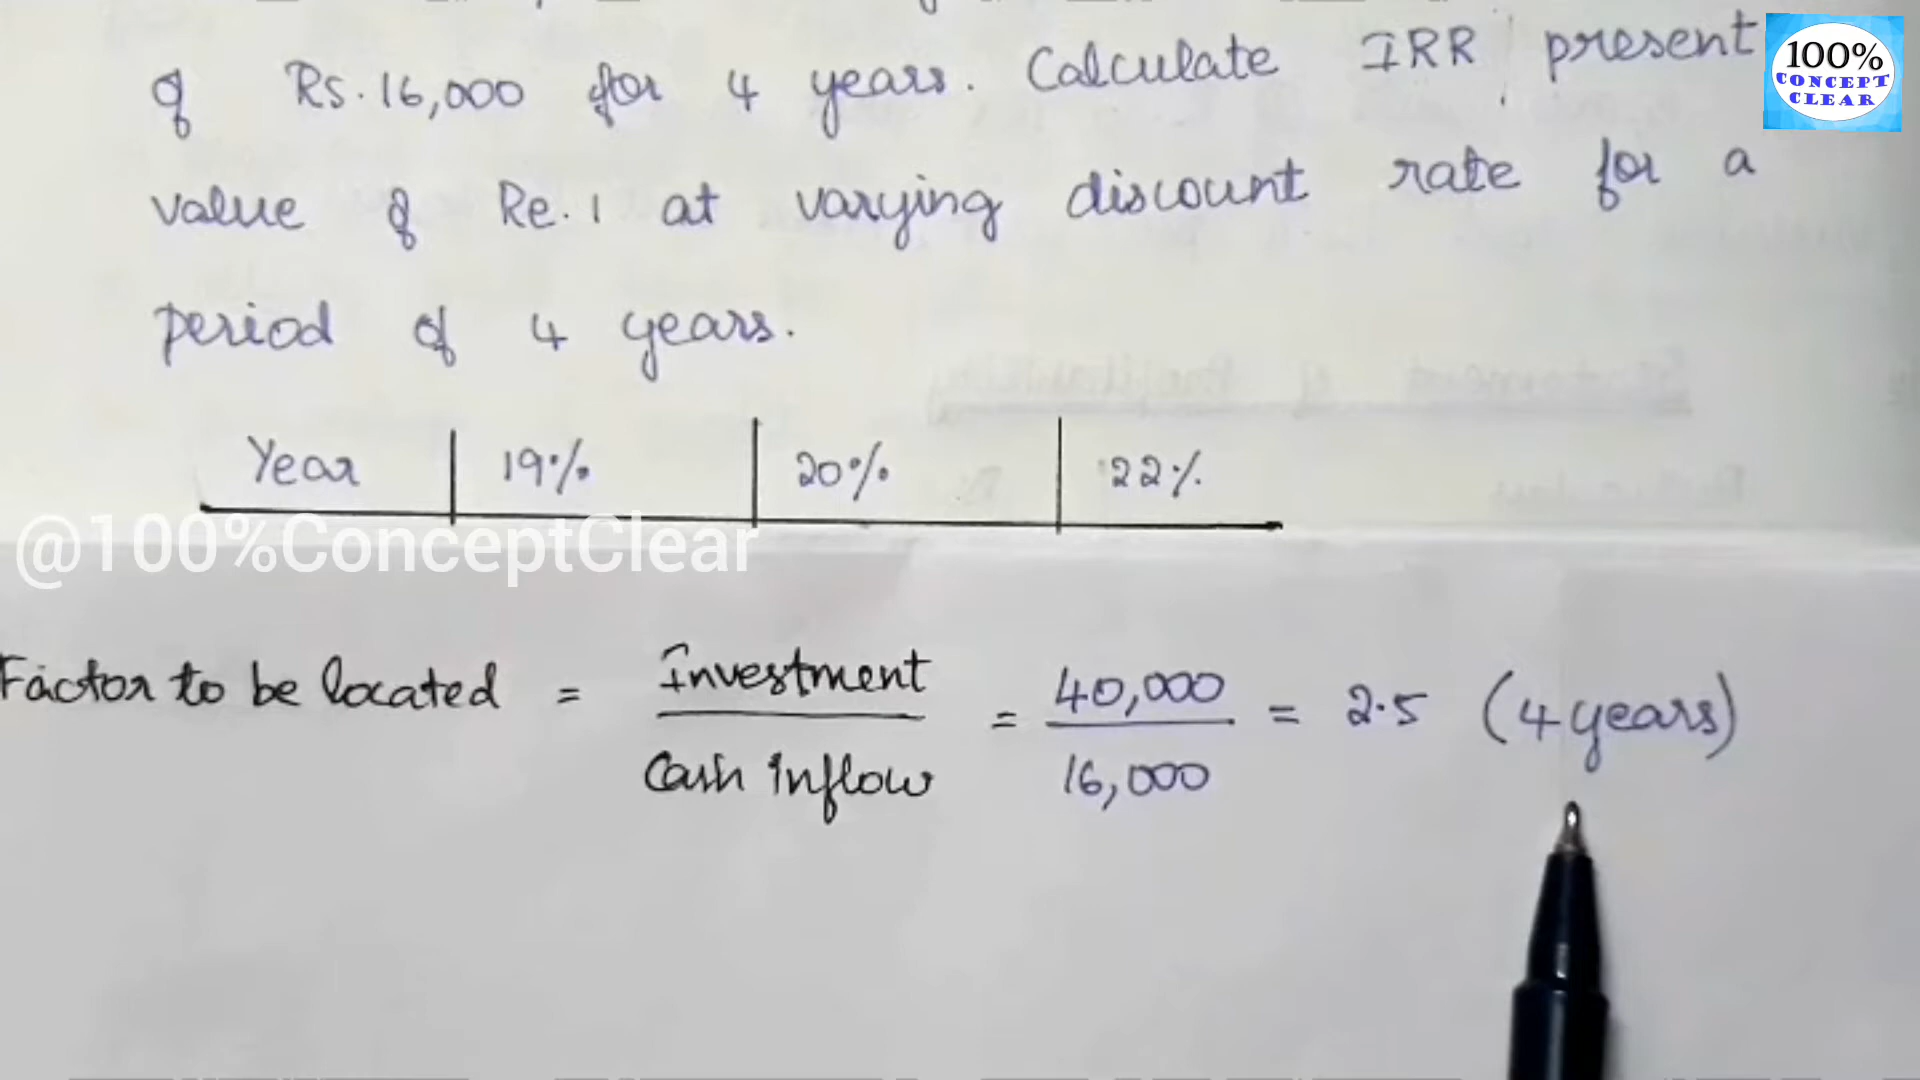 of Rs. 16,000 for 4 years. Calculate IRR, present
value of Re. 1 at varying discount rate for a
period of 4 years.
Year | 19% | 20% | 22%
@100%ConceptClear
Factor to be located = Investment / Cash Inflow = 40,000 / 16,000 = 2.5 (4 years)
100%
CONCEPT
CLEAR